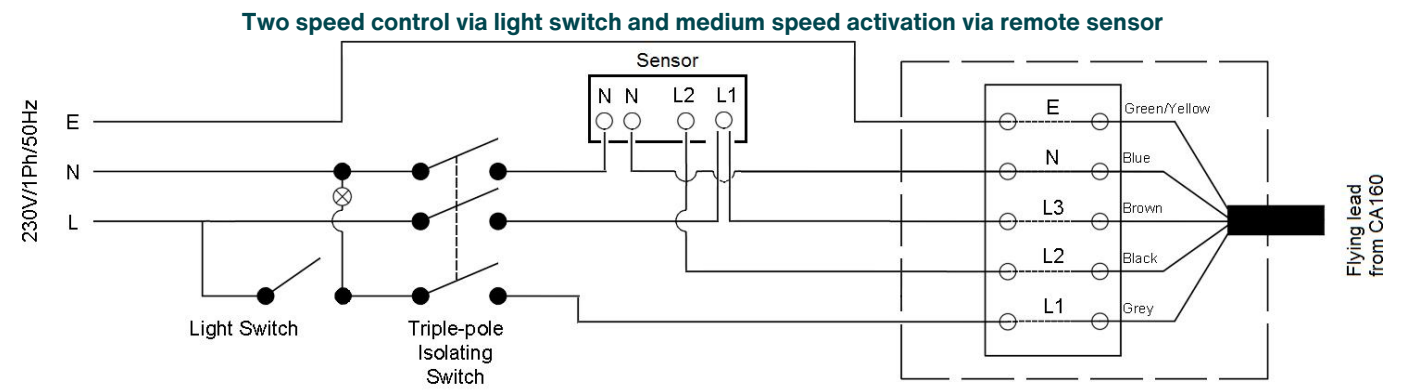 Two speed control via light switch and medium speed activation via remote sensor
Sensor
N N L2 L1
230V/1Ph/50Hz
E
N
L
Light Switch
Triple-pole
Isolating
Switch
E
Green/Yellow
N
Blue
L3
Brown
L2
Black
L1
Grey
Flying lead
from CA160